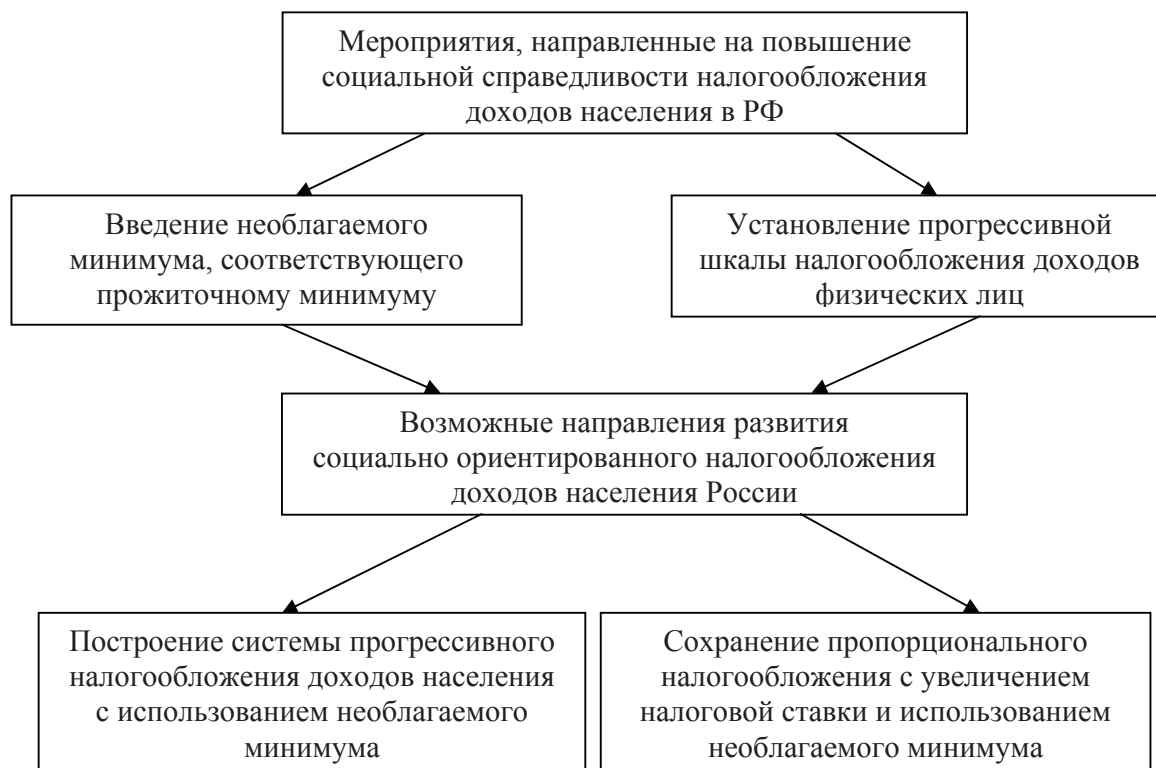 Мероприятия, направленные на повышение
социальной справедливости налогообложения
доходов населения в РФ
Введение необлагаемого
минимума, соответствующего
прожиточному минимуму
Установление прогрессивной
шкалы налогообложения доходов
физических лиц
Возможные направления развития
социально ориентированного налогообложения
доходов населения России
Построение системы прогрессивного
налогообложения доходов населения
с использованием необлагаемого
минимума
Сохранение пропорционального
налогообложения с увеличением
налоговой ставки и использованием
необлагаемого минимума